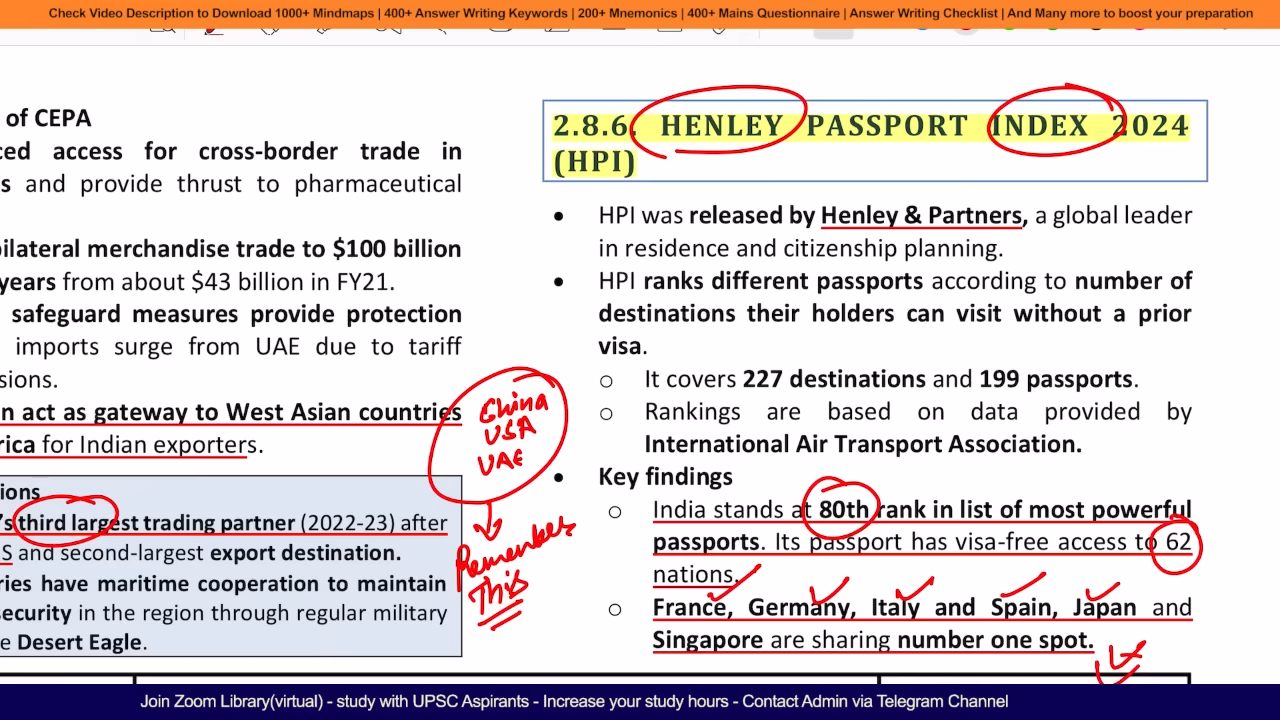 Check Video Description to Download 1000+ Mindmaps | 400+ Answer Writing Keywords | 200+ Mnemonics | 400+ Mains Questionnaire | Answer Writing Checklist | And Many more to boost your preparation
of CEPA
ced access for cross-border trade in
s and provide thrust to pharmaceutical
bilateral merchandise trade to $100 billion
years from about $43 billion in FY21.
safeguard measures provide protection
imports surge from UAE due to tariff
sions.
n act as gateway to West Asian countries
rica for Indian exporters.
ions
's third largest trading partner (2022-23) after
S and second-largest export destination.
ries have maritime cooperation to maintain
security in the region through regular military
e Desert Eagle.
China
USA
UAE
Remember
This
2.8.6. HENLEY PASSPORT INDEX 2024
(HPI)
• HPI was released by Henley & Partners, a global leader
in residence and citizenship planning.
• HPI ranks different passports according to number of
destinations their holders can visit without a prior
visa.
o It covers 227 destinations and 199 passports.
o Rankings are based on data provided by
International Air Transport Association.
• Key findings
o India stands at 80th rank in list of most powerful
passports. Its passport has visa-free access to 62
nations.
o France, Germany, Italy and Spain, Japan and
Singapore are sharing number one spot.
Join Zoom Library(virtual) - study with UPSC Aspirants - Increase your study hours - Contact Admin via Telegram Channel